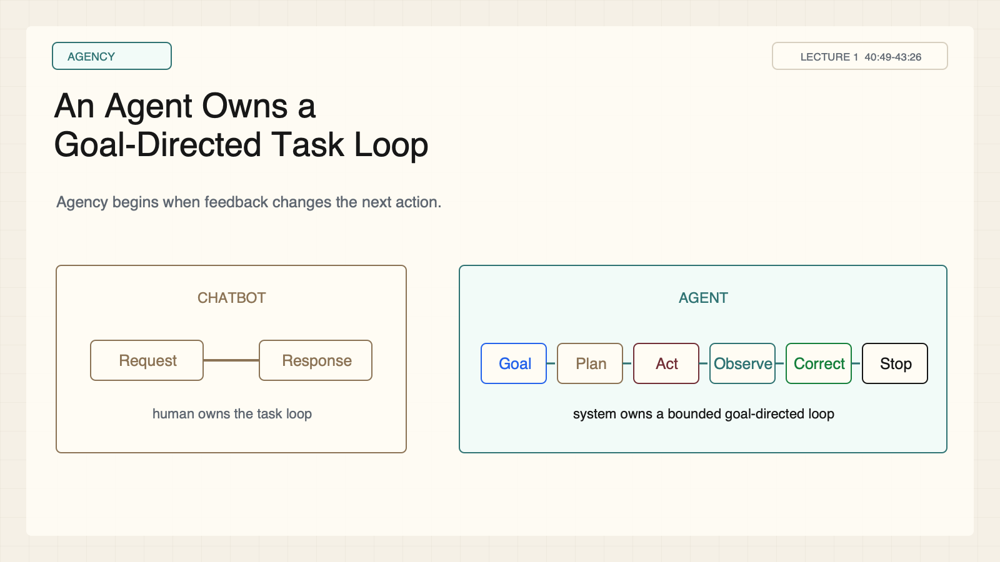 AGENCY
LECTURE 1 40:49-43:26
An Agent Owns a
Goal-Directed Task Loop
Agency begins when feedback changes the next action.
CHATBOT
Request
Response
human owns the task loop
AGENT
Goal
Plan
Act
Observe
Correct
Stop
system owns a bounded goal-directed loop